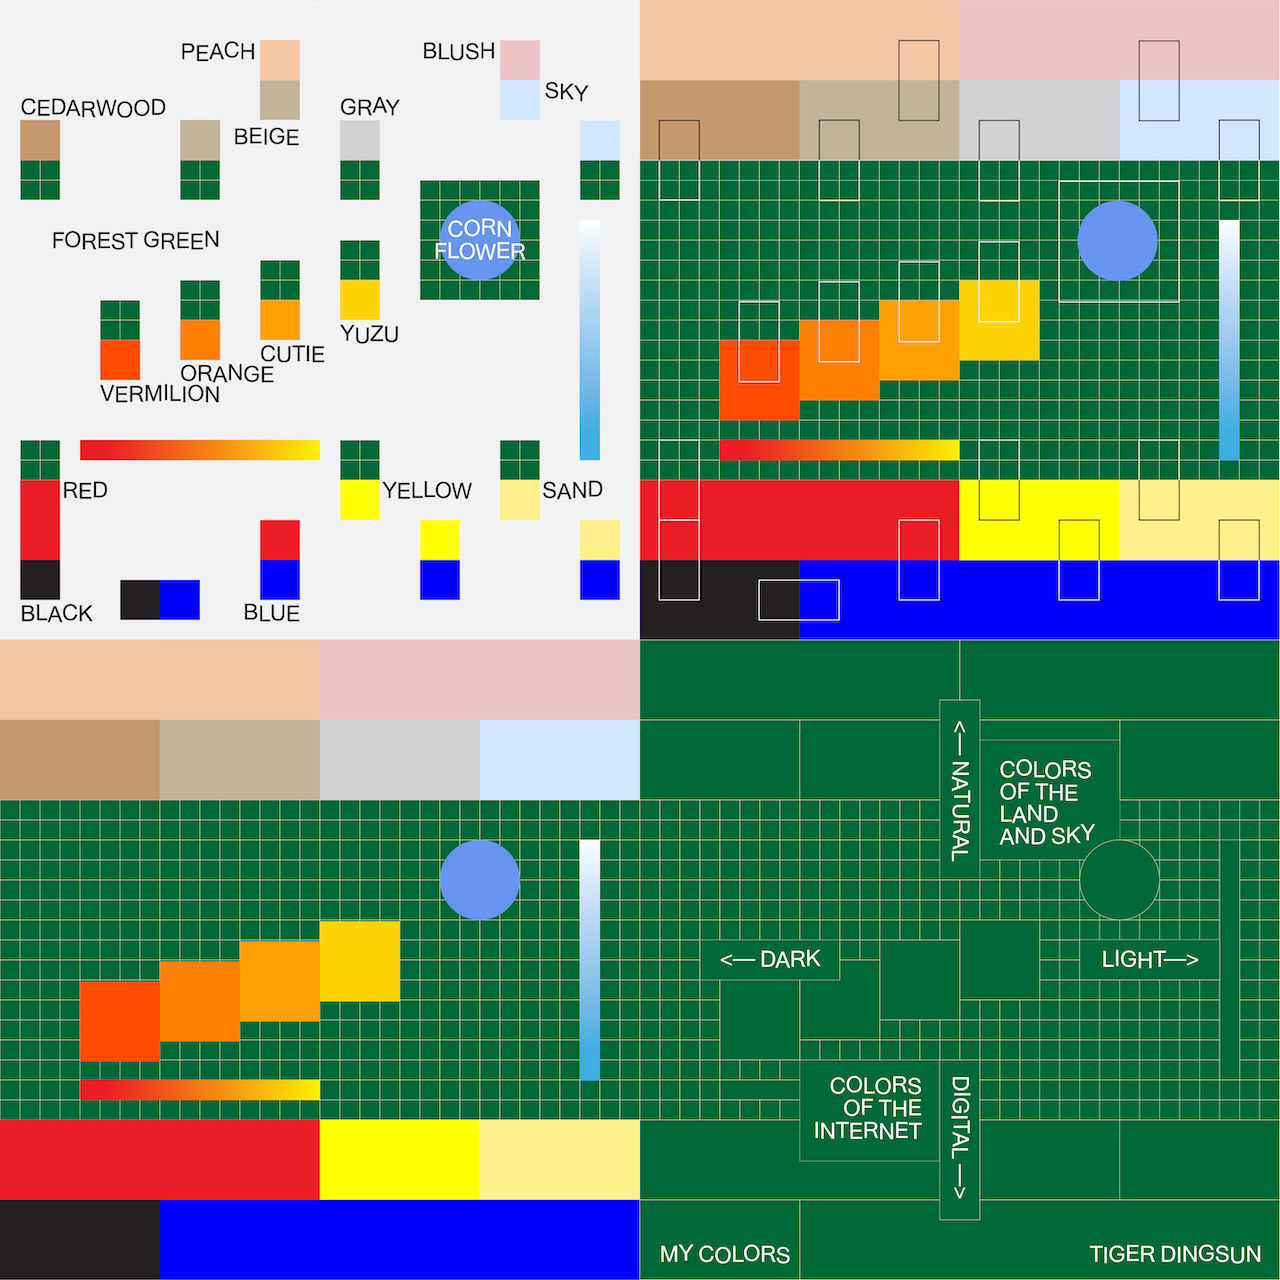 PEACH
BLUSH
SKY
CEDARWOOD
GRAY
BEIGE
FOREST GREEN
CORN
FLOWER
YUZU
CUTIE
ORANGE
VERMILION
RED
YELLOW
SAND
BLACK
BLUE
<— NATURAL
COLORS
OF THE
LAND
AND SKY
<— DARK
LIGHT—>
COLORS
OF THE
INTERNET
DIGITAL —>
MY COLORS
TIGER DINGSUN